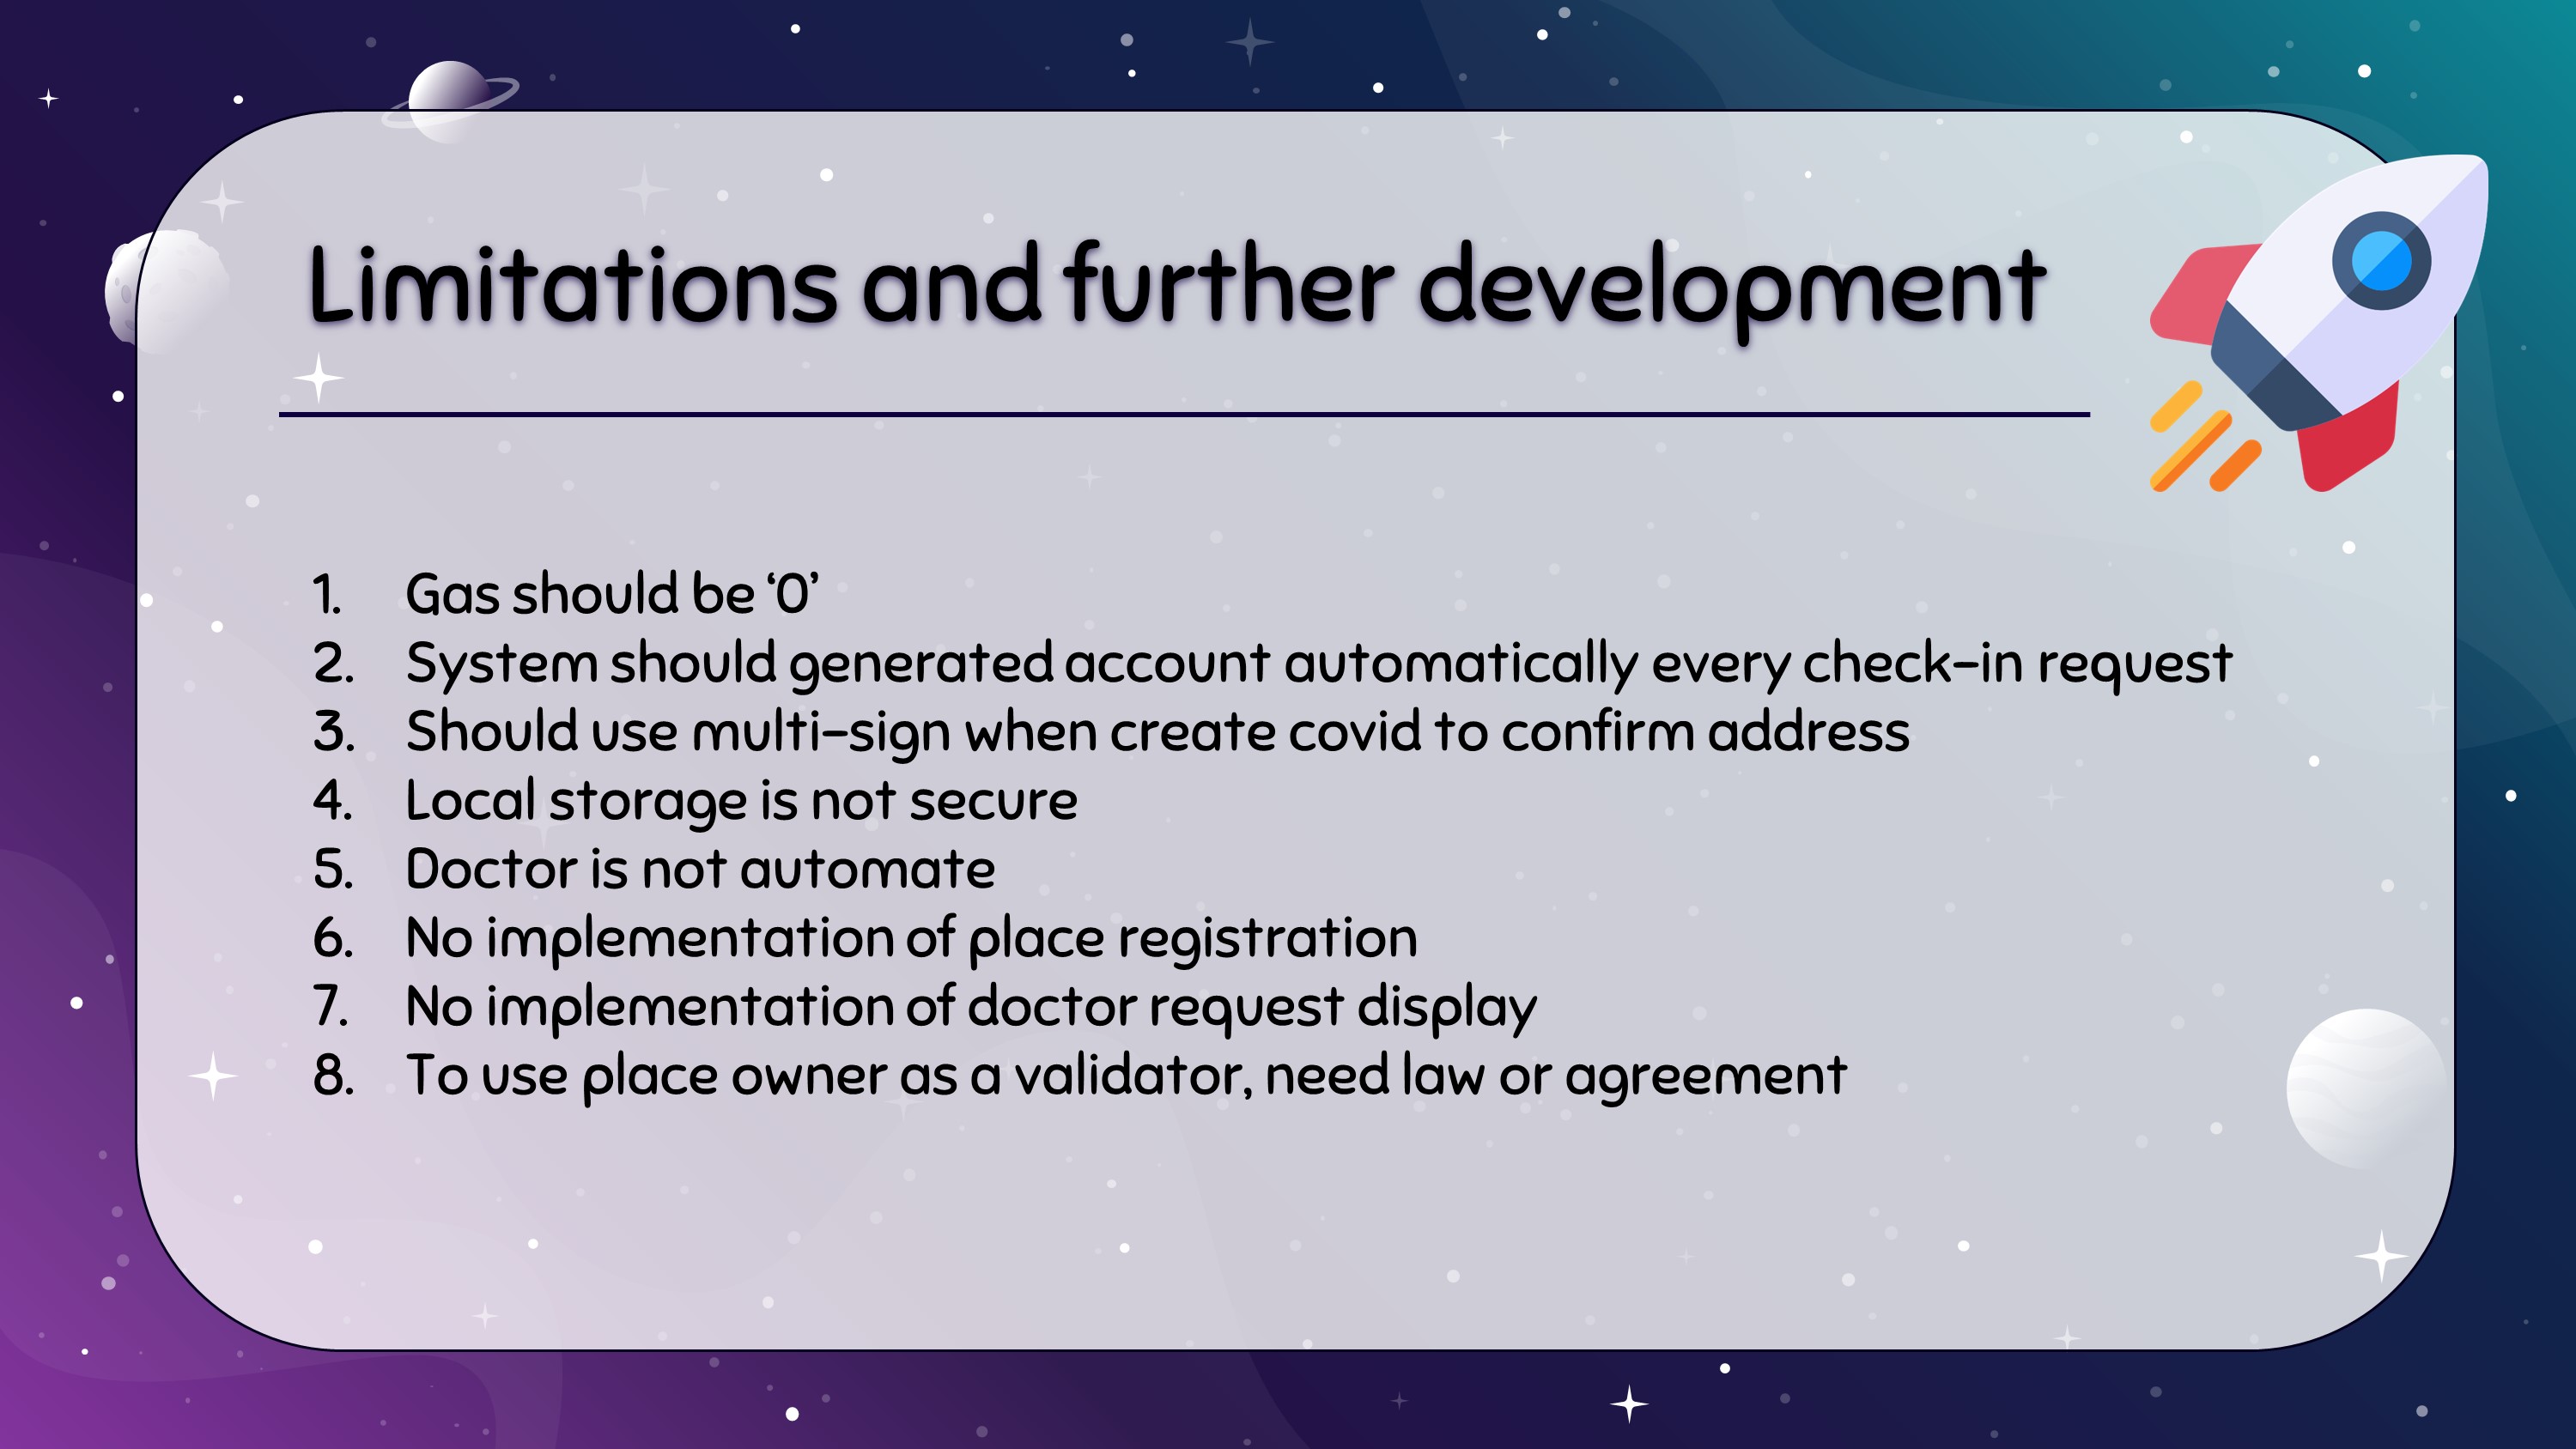 Limitations and further development
1. Gas should be ‘0’
2. System should generated account automatically every check-in request
3. Should use multi-sign when create covid to confirm address
4. Local storage is not secure
5. Doctor is not automate
6. No implementation of place registration
7. No implementation of doctor request display
8. To use place owner as a validator, need law or agreement